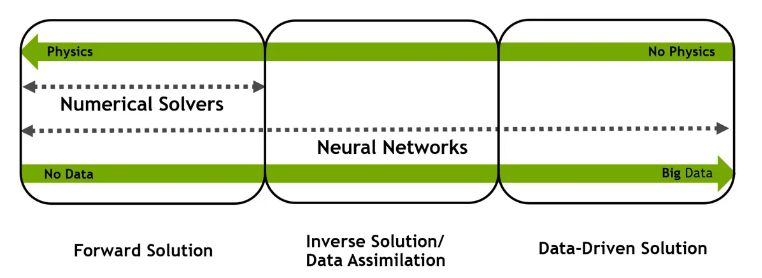 Physics No Physics
Numerical Solvers
Neural Networks
No Data Big Data
Forward Solution
Inverse Solution/
Data Assimilation
Data-Driven Solution